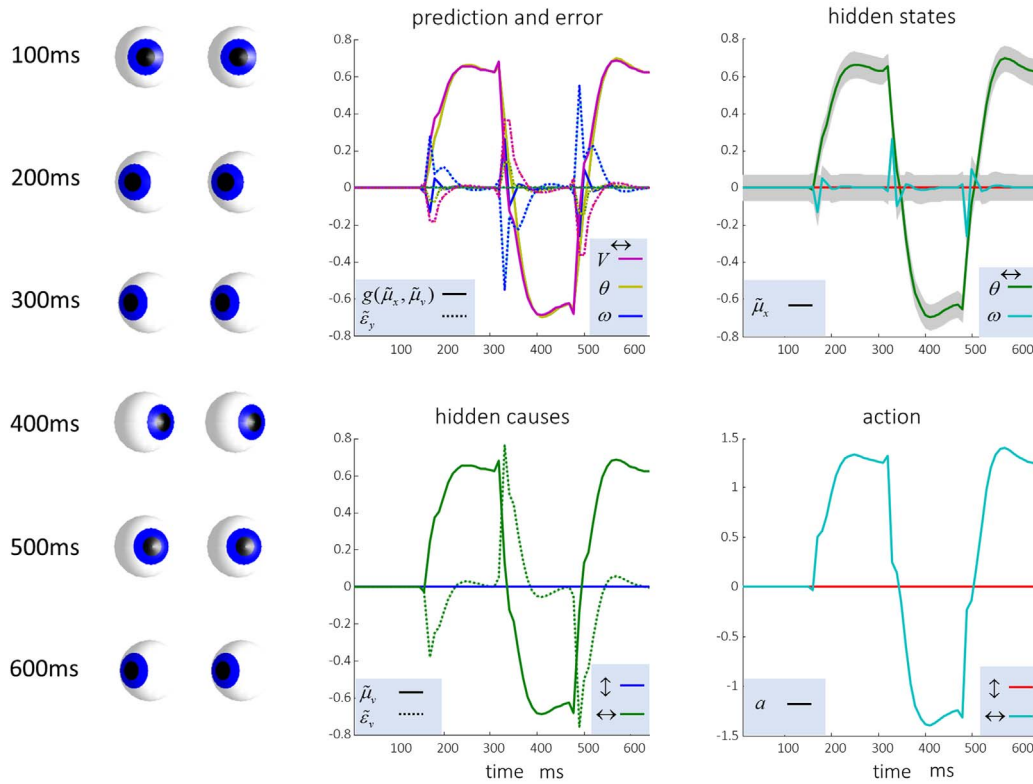 100ms
200ms
300ms
400ms
500ms
600ms
prediction and error
0.8
0.6
0.4
0.2
0
-0.2
-0.4
-0.6
-0.8
g(μ̃ₓ, μ̃ᵥ)
ε̃ᵧ
↔
V
θ
ω
100 200 300 400 500 600
hidden states
0.8
0.6
0.4
0.2
0
-0.2
-0.4
-0.6
-0.8
μ̃ₓ
↔
θ
ω
100 200 300 400 500 600
hidden causes
0.8
0.6
0.4
0.2
0
-0.2
-0.4
-0.6
-0.8
μ̃ᵥ
ε̃ᵥ
↕
↔
100 200 300 400 500 600
time ms
action
1.5
1
0.5
0
-0.5
-1
-1.5
a
↕
↔
100 200 300 400 500 600
time ms